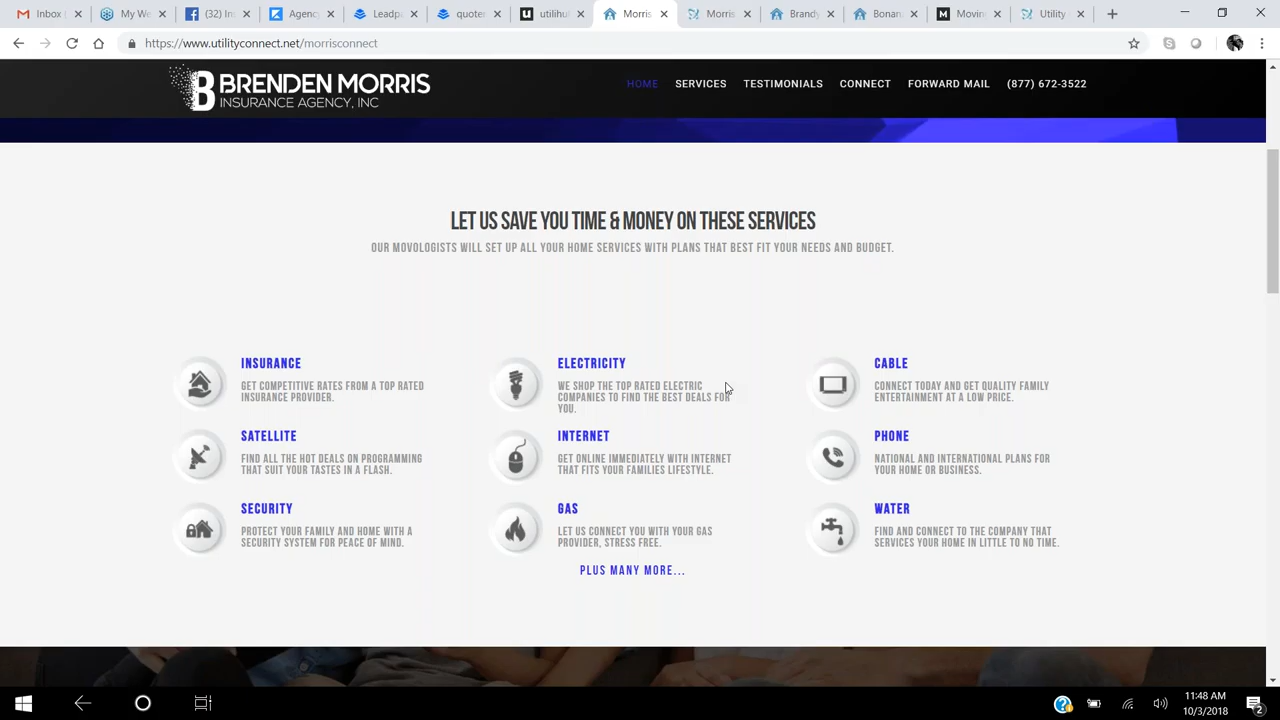 Inbox (
My We
(32) In
Agency
Leadp
quoter
utilihut
Morris
Morris
Brandy
Bonan
Movin
Utility
https://www.utilityconnect.net/morrisconnect
B BRENDEN MORRIS
INSURANCE AGENCY, INC
HOME SERVICES TESTIMONIALS CONNECT FORWARD MAIL (877) 672-3522
LET US SAVE YOU TIME & MONEY ON THESE SERVICES
OUR MOVOLOGISTS WILL SET UP ALL YOUR HOME SERVICES WITH PLANS THAT BEST FIT YOUR NEEDS AND BUDGET.
INSURANCE
GET COMPETITIVE RATES FROM A TOP RATED
INSURANCE PROVIDER.
ELECTRICITY
WE SHOP THE TOP RATED ELECTRIC
COMPANIES TO FIND THE BEST DEALS FOR
YOU.
CABLE
CONNECT TODAY AND GET QUALITY FAMILY
ENTERTAINMENT AT A LOW PRICE.
SATELLITE
FIND ALL THE HOT DEALS ON PROGRAMMING
THAT SUIT YOUR TASTES IN A FLASH.
INTERNET
GET ONLINE IMMEDIATELY WITH INTERNET
THAT FITS YOUR FAMILIES LIFESTYLE.
PHONE
NATIONAL AND INTERNATIONAL PLANS FOR
YOUR HOME OR BUSINESS.
SECURITY
PROTECT YOUR FAMILY AND HOME WITH A
SECURITY SYSTEM FOR PEACE OF MIND.
GAS
LET US CONNECT YOU WITH YOUR GAS
PROVIDER, STRESS FREE.
WATER
FIND AND CONNECT TO THE COMPANY THAT
SERVICES YOUR HOME IN LITTLE TO NO TIME.
PLUS MANY MORE...
11:48 AM
10/3/2018
2